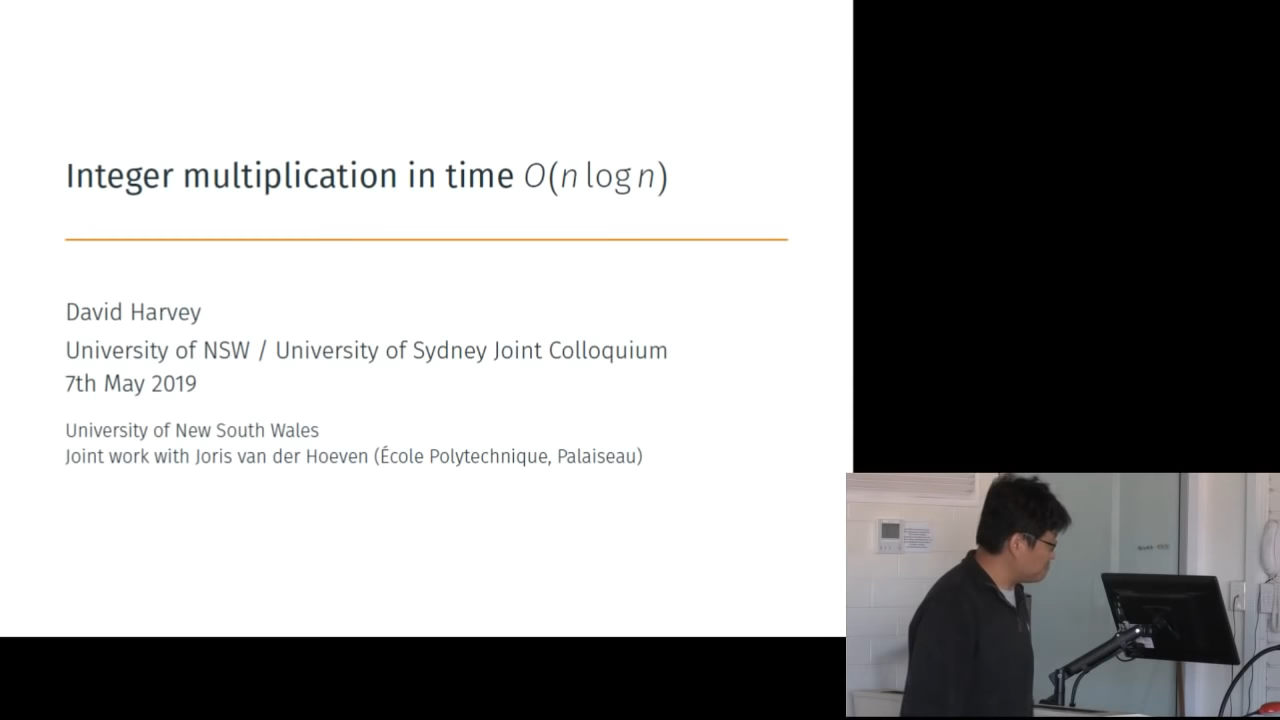 Integer multiplication in time O(n log n)
David Harvey
University of NSW / University of Sydney Joint Colloquium
7th May 2019
University of New South Wales
Joint work with Joris van der Hoeven (École Polytechnique, Palaiseau)